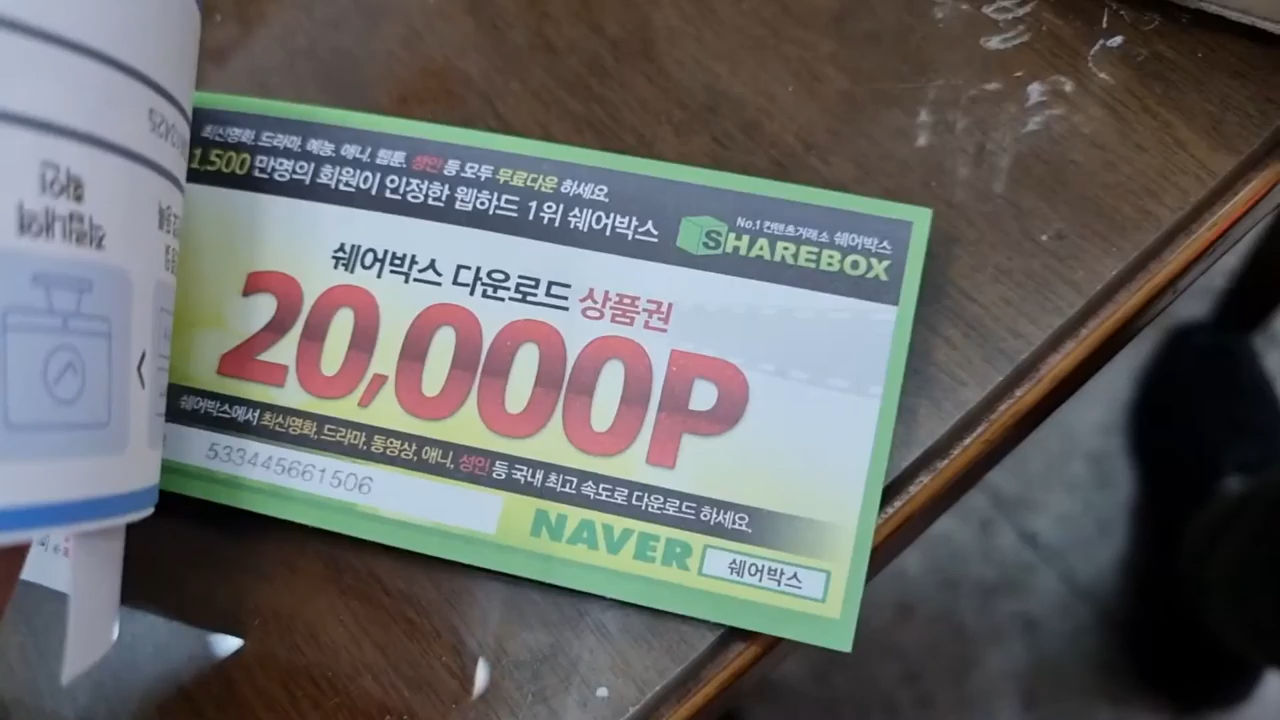 최신영화, 드라마, 예능, 애니, 웹툰, 성인 등 모두 무료다운 하세요.
1,500 만명의 회원이 인정한 웹하드 1위 쉐어박스
No.1 컨텐츠거래소 쉐어박스
SHAREBOX
쉐어박스 다운로드 상품권
20,000P
쉐어박스에서 최신영화, 드라마, 동영상, 애니, 성인 등 국내 최고 속도로 다운로드 하세요.
533445661506
NAVER 쉐어박스